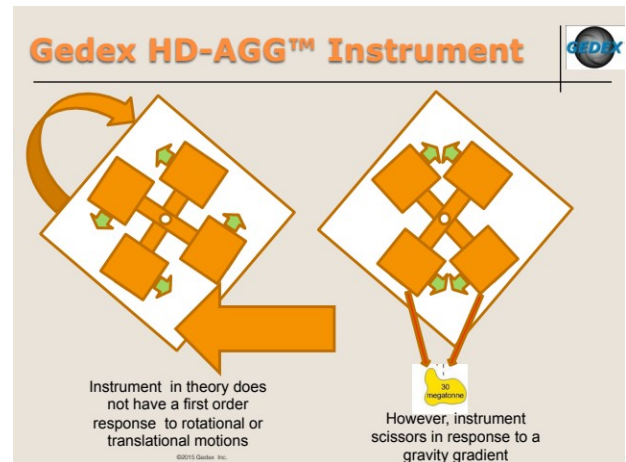 Gedex HD-AGG™ Instrument
GEDEX
Instrument in theory does
not have a first order
response to rotational or
translational motions
©2015 Gedex Inc.
30
megatonne
However, instrument
scissors in response to a
gravity gradient